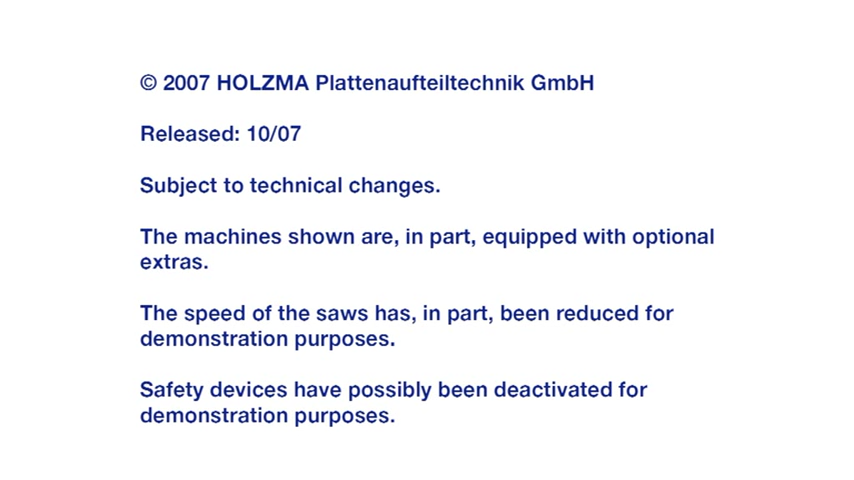 © 2007 HOLZMA Plattenaufteiltechnik GmbH
Released: 10/07
Subject to technical changes.
The machines shown are, in part, equipped with optional
extras.
The speed of the saws has, in part, been reduced for
demonstration purposes.
Safety devices have possibly been deactivated for
demonstration purposes.